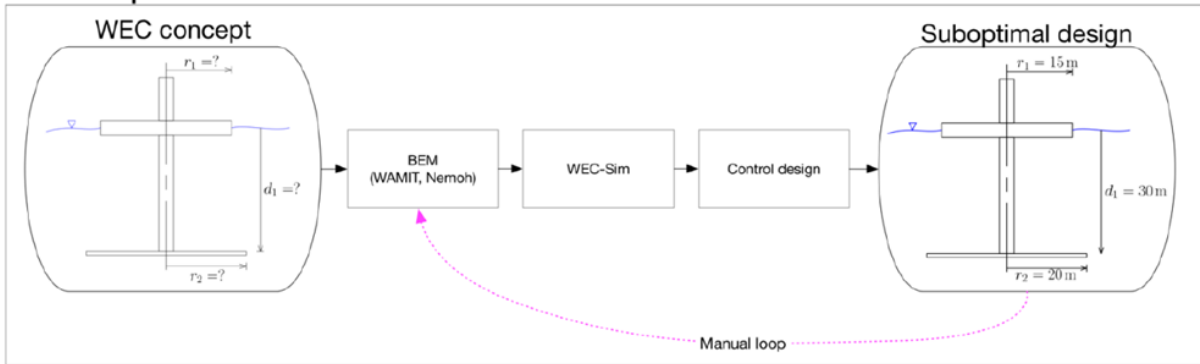 WEC concept
r₁ =?
d₁ =?
r₂ =?
BEM
(WAMIT, Nemoh)
WEC-Sim
Control design
Suboptimal design
r₁ = 15 m
d₁ = 30 m
r₂ = 20 m
Manual loop